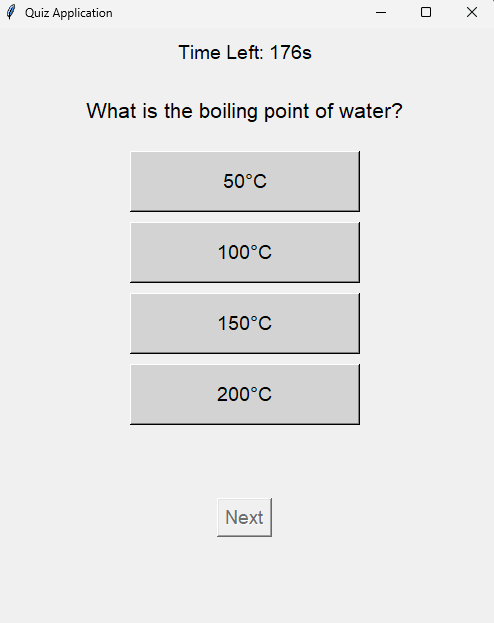 Quiz Application
Time Left: 176s
What is the boiling point of water?
50°C
100°C
150°C
200°C
Next